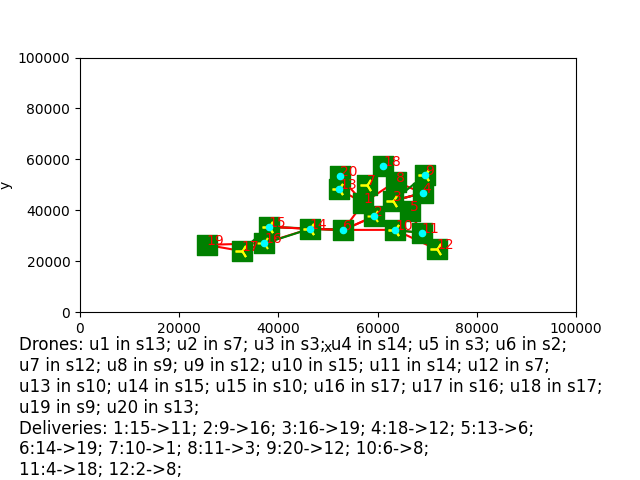 100000
80000
60000
40000
20000
0
y
0 20000 40000 60000 80000 100000
x
Drones: u1 in s13; u2 in s7; u3 in s3; u4 in s14; u5 in s3; u6 in s2;
u7 in s12; u8 in s9; u9 in s12; u10 in s15; u11 in s14; u12 in s7;
u13 in s10; u14 in s15; u15 in s10; u16 in s17; u17 in s16; u18 in s17;
u19 in s9; u20 in s13;
Deliveries: 1:15->11; 2:9->16; 3:16->19; 4:18->12; 5:13->6;
6:14->19; 7:10->1; 8:11->3; 9:20->12; 10:6->8;
11:4->18; 12:2->8;